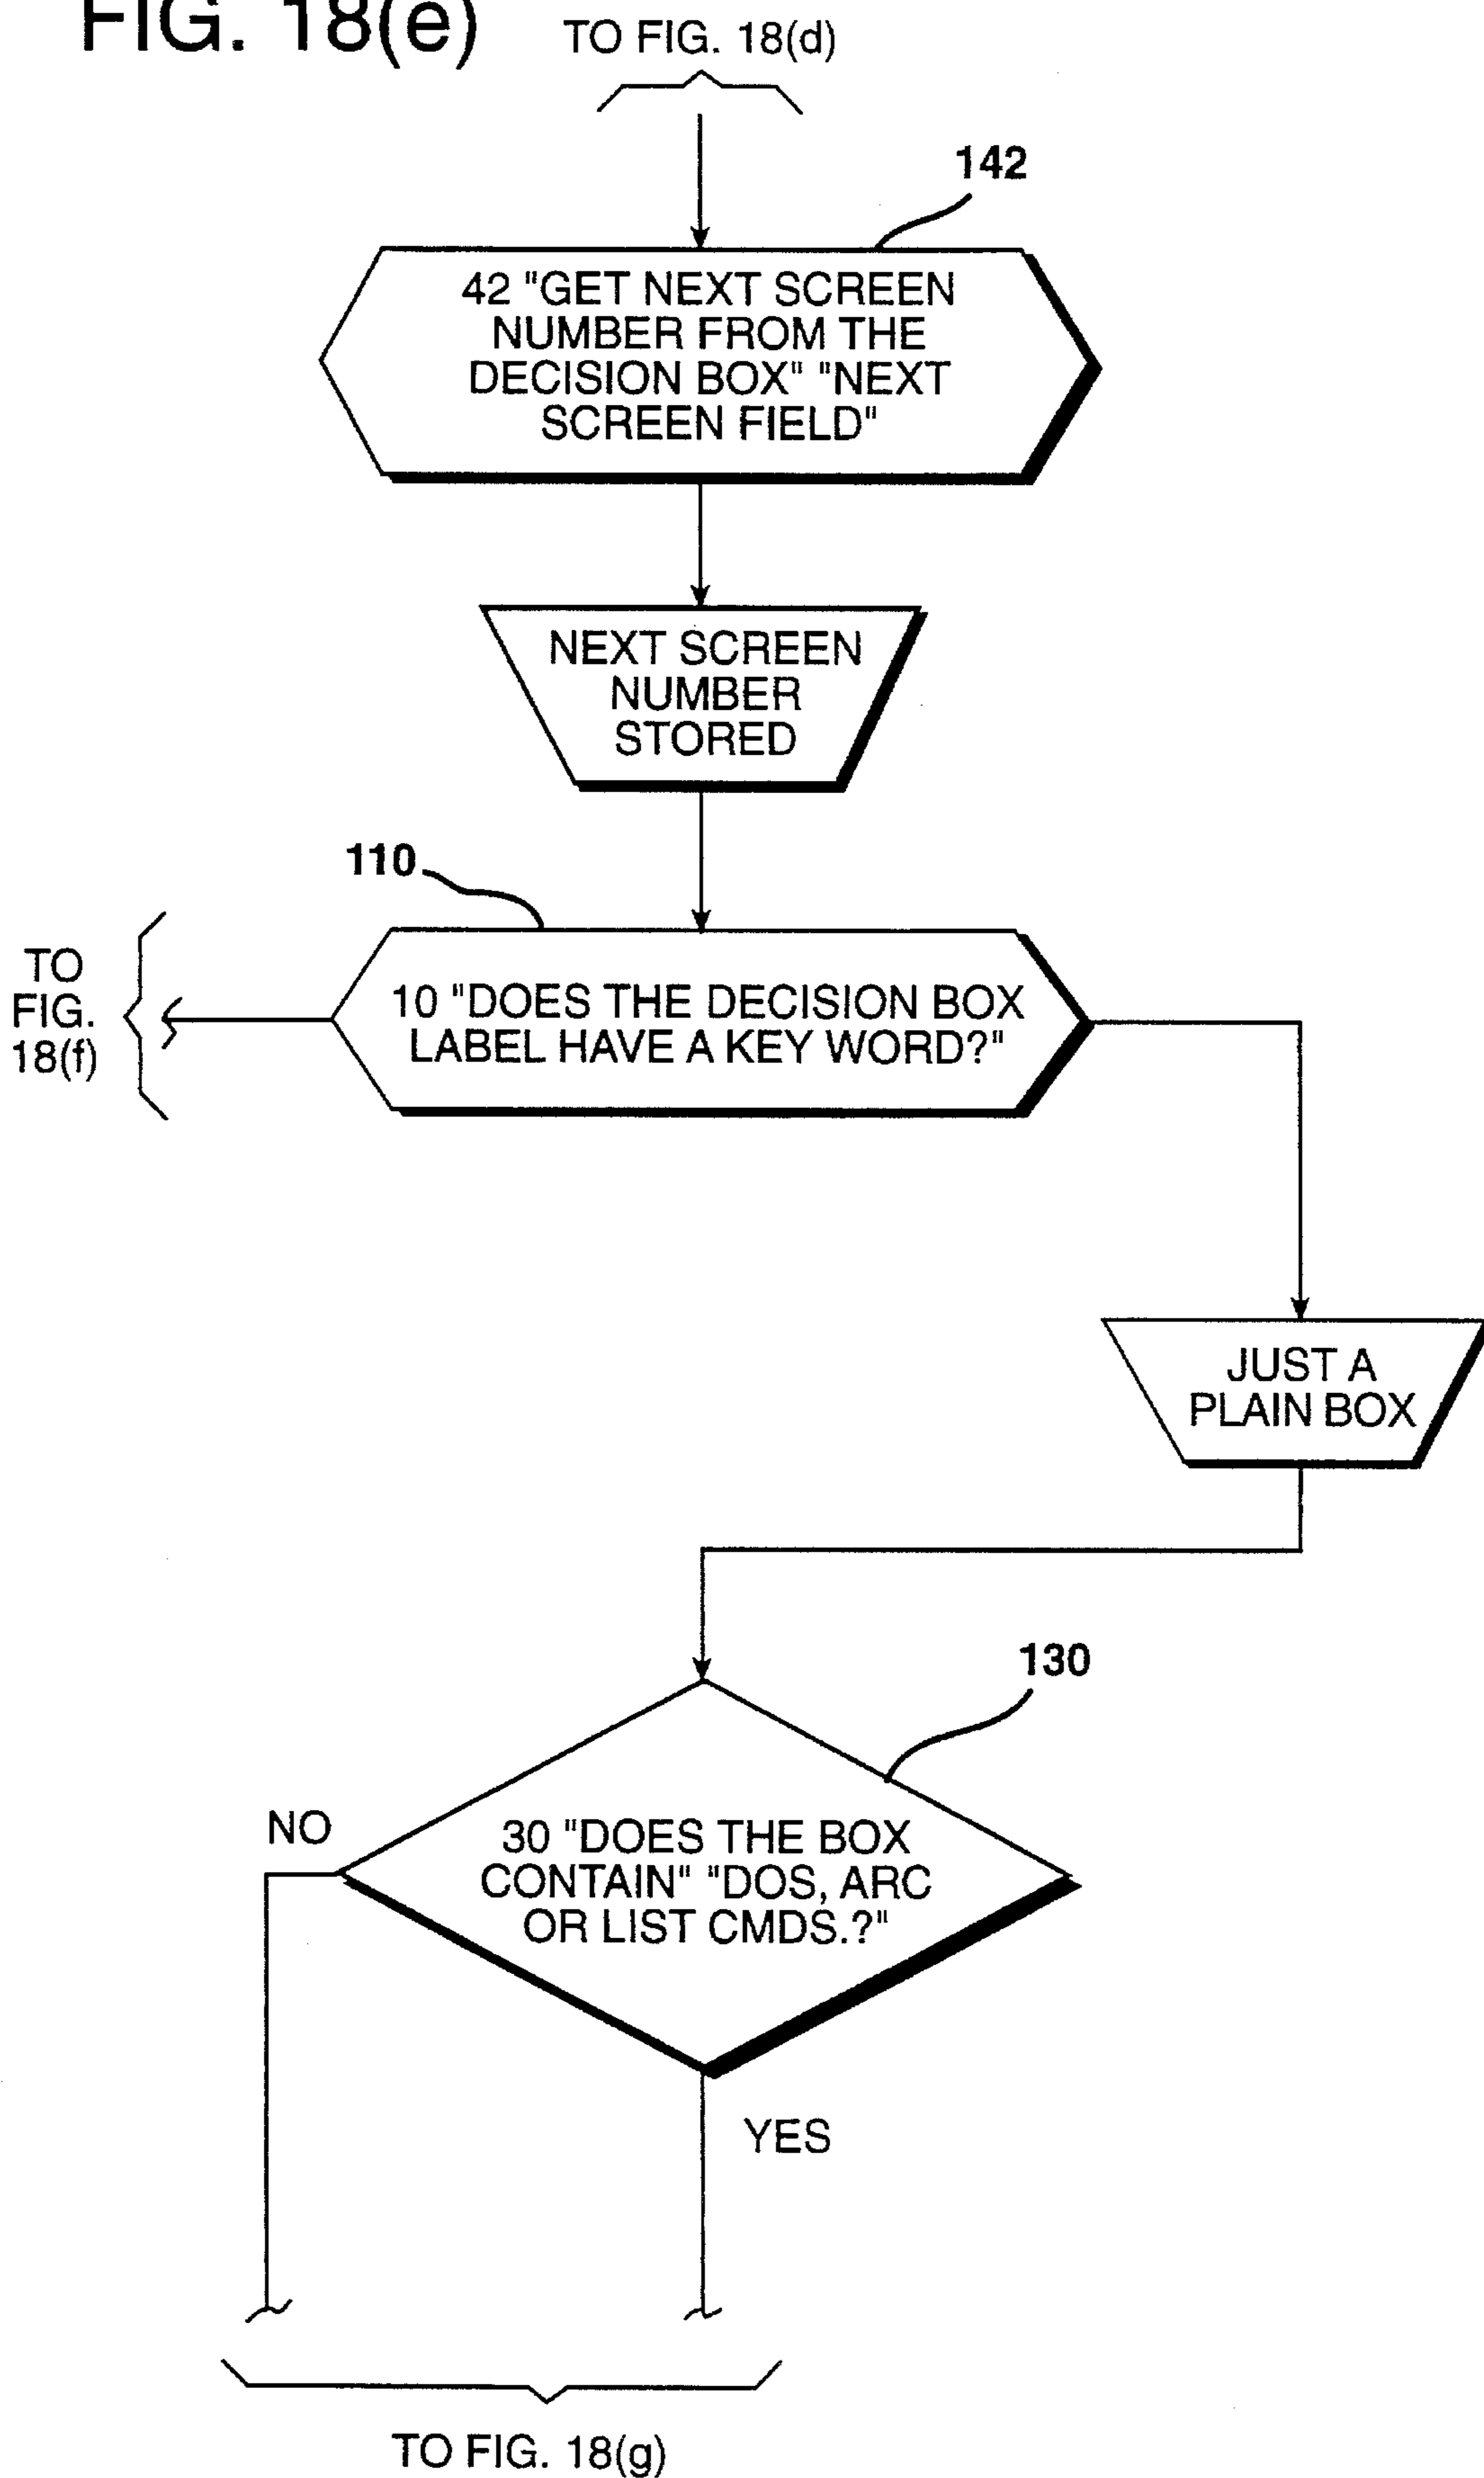 FIG. 18(e)
TO FIG. 18(d)
142
42 "GET NEXT SCREEN
NUMBER FROM THE
DECISION BOX" "NEXT
SCREEN FIELD"
NEXT SCREEN
NUMBER
STORED
110
TO
FIG.
18(f)
10 "DOES THE DECISION BOX
LABEL HAVE A KEY WORD?"
JUST A
PLAIN BOX
130
NO
30 "DOES THE BOX
CONTAIN" "DOS, ARC
OR LIST CMDS.?"
YES
TO FIG. 18(g)